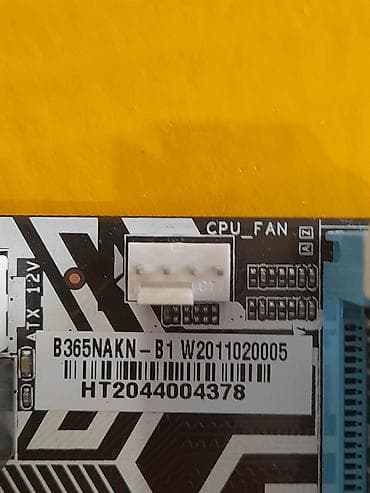 CPU_FAN
ATX 12V
B365NAKN-B1 W2011020005
HT2044004378